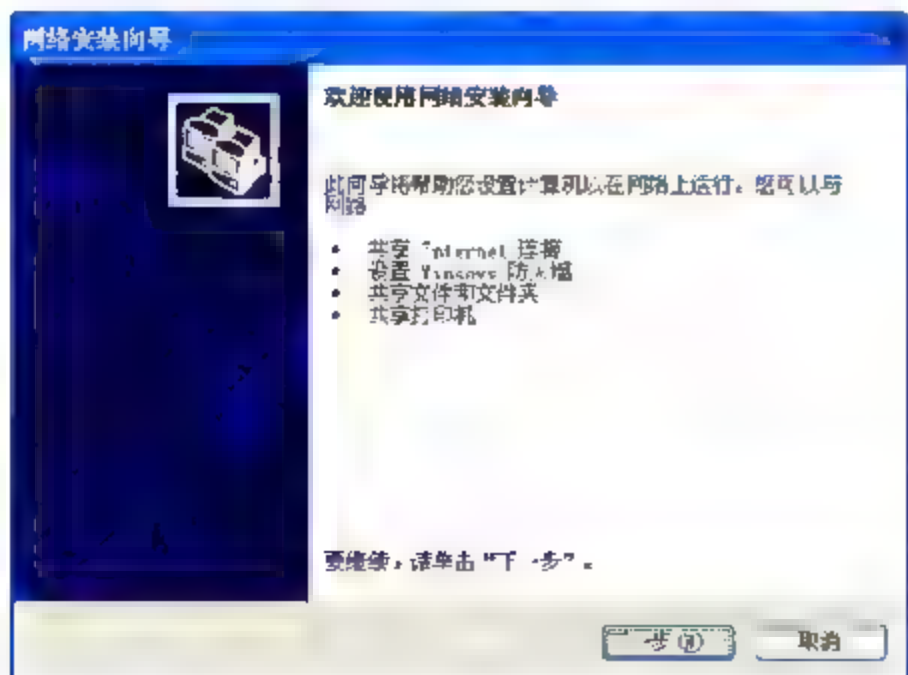 网络安装向导
欢迎使用网络安装向导
此向导将帮助您设置计算机以在网络上运行。您可以与
网络
• 共享 Internet 连接
• 设置 Windows 防火墙
• 共享文件和文件夹
• 共享打印机
要继续,请单击“下一步”。
一步(N)
取消